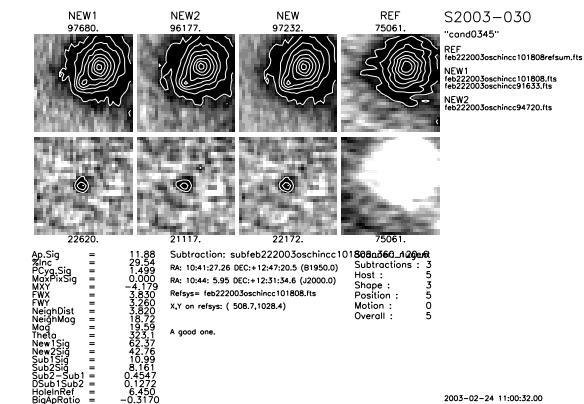 NEW1 NEW2 NEW REF S2003-030
97680. 96177. 97232. 75061. "cand0345"
REF
feb222003oschincc101808refsum.fts
NEW1
feb222003oschincc101808.fts
feb222003oschincc91633.fts
NEW2
feb222003oschincc94720.fts
22620. 21117. 22172. 75061.
Ap.Sig = 11.88 Subtraction: subfeb222003oschincc101808
%Inc = 29.54 Subtractions : 3
PCyg.Sig = 1.499 RA: 10:41:27.26 DEC:+12:47:20.5 (B1950.0) Host : 5
MaxPixSig = 0.000 RA: 10:44: 5.95 DEC:+12:31:34.6 (J2000.0) Shape : 3
MXY = -4.179 Position : 5
FWX = 3.830 Refsys= feb222003oschincc101808.fts Motion : 0
FWY = 3.260 X,Y on refsys: ( 508.7,1028.4) Overall : 5
NeighDist = 3.820
NeighMag = 18.72
Mag = 19.59 A good one.
Theta = 323.1
New1Sig = 62.37
New2Sig = 42.76
Sub1Sig = 10.99
Sub2Sig = 8.161
Sub2-Sub1 = 0.4547
DSub1Sub2 = 0.1272
HoleInRef = 6.450
BigApRatio = -0.3170 2003-02-24 11:00:32.00